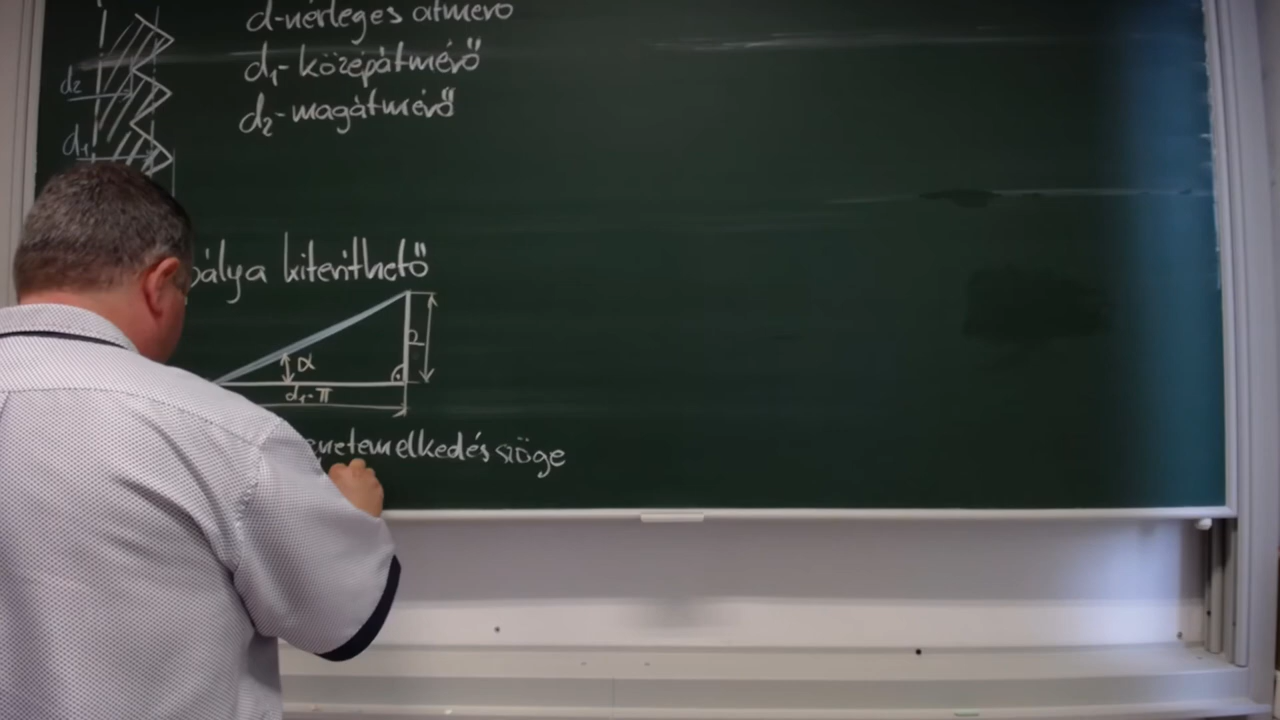 d-névleges átmérő
d₁-középátmérő
d₂-magátmérő
d₂
d₁
pálya kiteríthető
α
P
d₁·π
menetemelkedés szöge